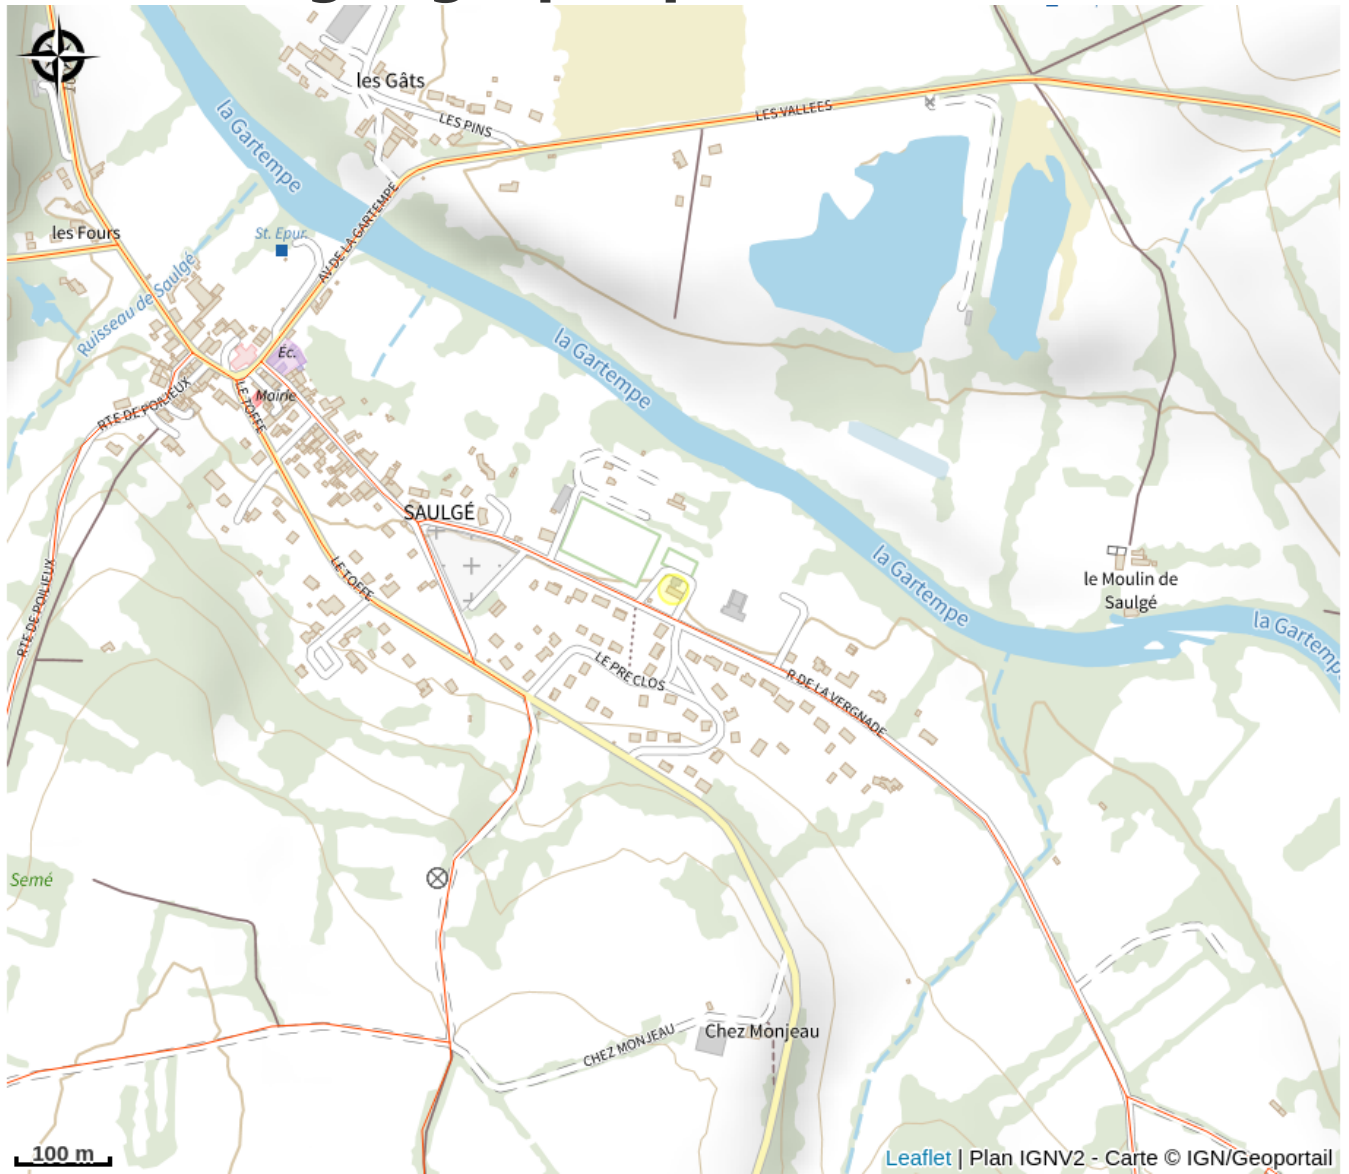 les Gâts
LES PINS
LES VALLEES
la Gartempe
AV DE LA GARTEMPE
les Fours
St. Epur.
Ruisseau de Saulgé
Éc.
Mairie
RTE DE POILIEUX
LE TOFFE
la Gartempe
SAULGÉ
LE TOFFE
la Gartempe
le Moulin de
Saulgé
la Gartempe
RTE DE POILIEUX
LE PRE CLOS
R DE LA VERGNADE
Semé
CHEZ MONJEAU
Chez Monjeau
100 m
Leaflet | Plan IGNV2 - Carte © IGN/Geoportail